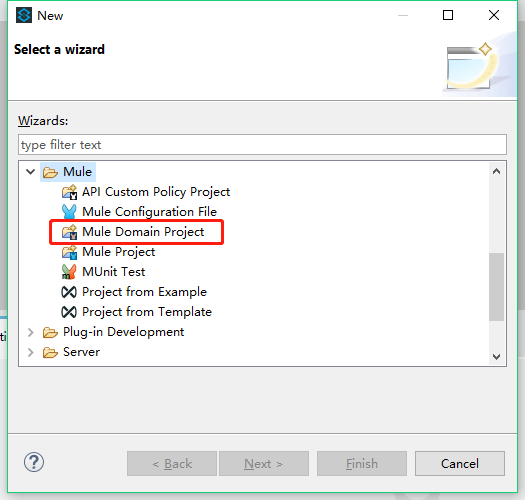 New
Select a wizard
Wizards:
type filter text
Mule
API Custom Policy Project
Mule Configuration File
Mule Domain Project
Mule Project
MUnit Test
Project from Example
Project from Template
Plug-in Development
Server
ti
?
< Back
Next >
Finish
Cancel